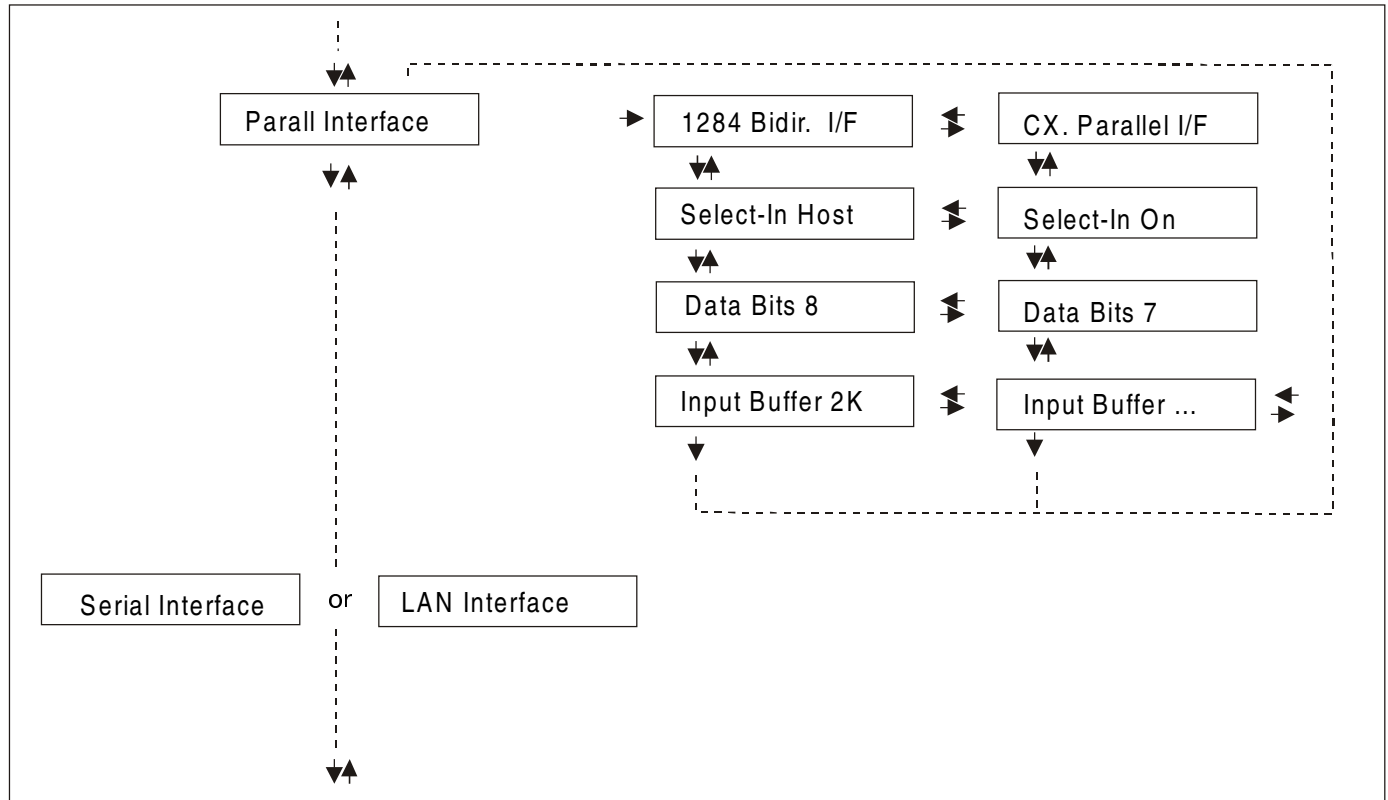 Parall Interface
1284 Bidir. I/F
CX. Parallel I/F
Select-In Host
Select-In On
Data Bits 8
Data Bits 7
Input Buffer 2K
Input Buffer ...
Serial Interface
or
LAN Interface